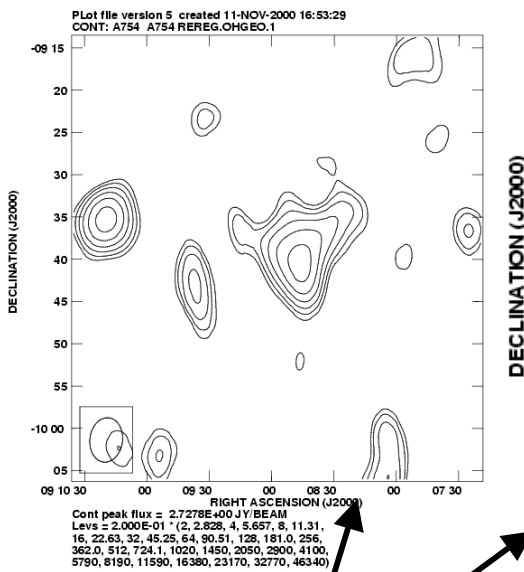 PLot file version 5 created 11-NOV-2000 16:53:29
CONT: A754 A754 REREG.OHGEO.1
-09 15
20
25
30
35
40
45
50
55
-10 00
05
DECLINATION (J2000)
09 10 30 00 09 30 00 08 30 00 07 30
RIGHT ASCENSION (J2000)
Cont peak flux = 2.7278E+00 JY/BEAM
Levs = 2.000E-01 * (2, 2.828, 4, 5.657, 8, 11.31,
16, 22.63, 32, 45.25, 64, 90.51, 128, 181.0, 256,
362.0, 512, 724.1, 1020, 1450, 2050, 2900, 4100,
5790, 8190, 11590, 16380, 23170, 32770, 46340)
DECLINATION (J2000)